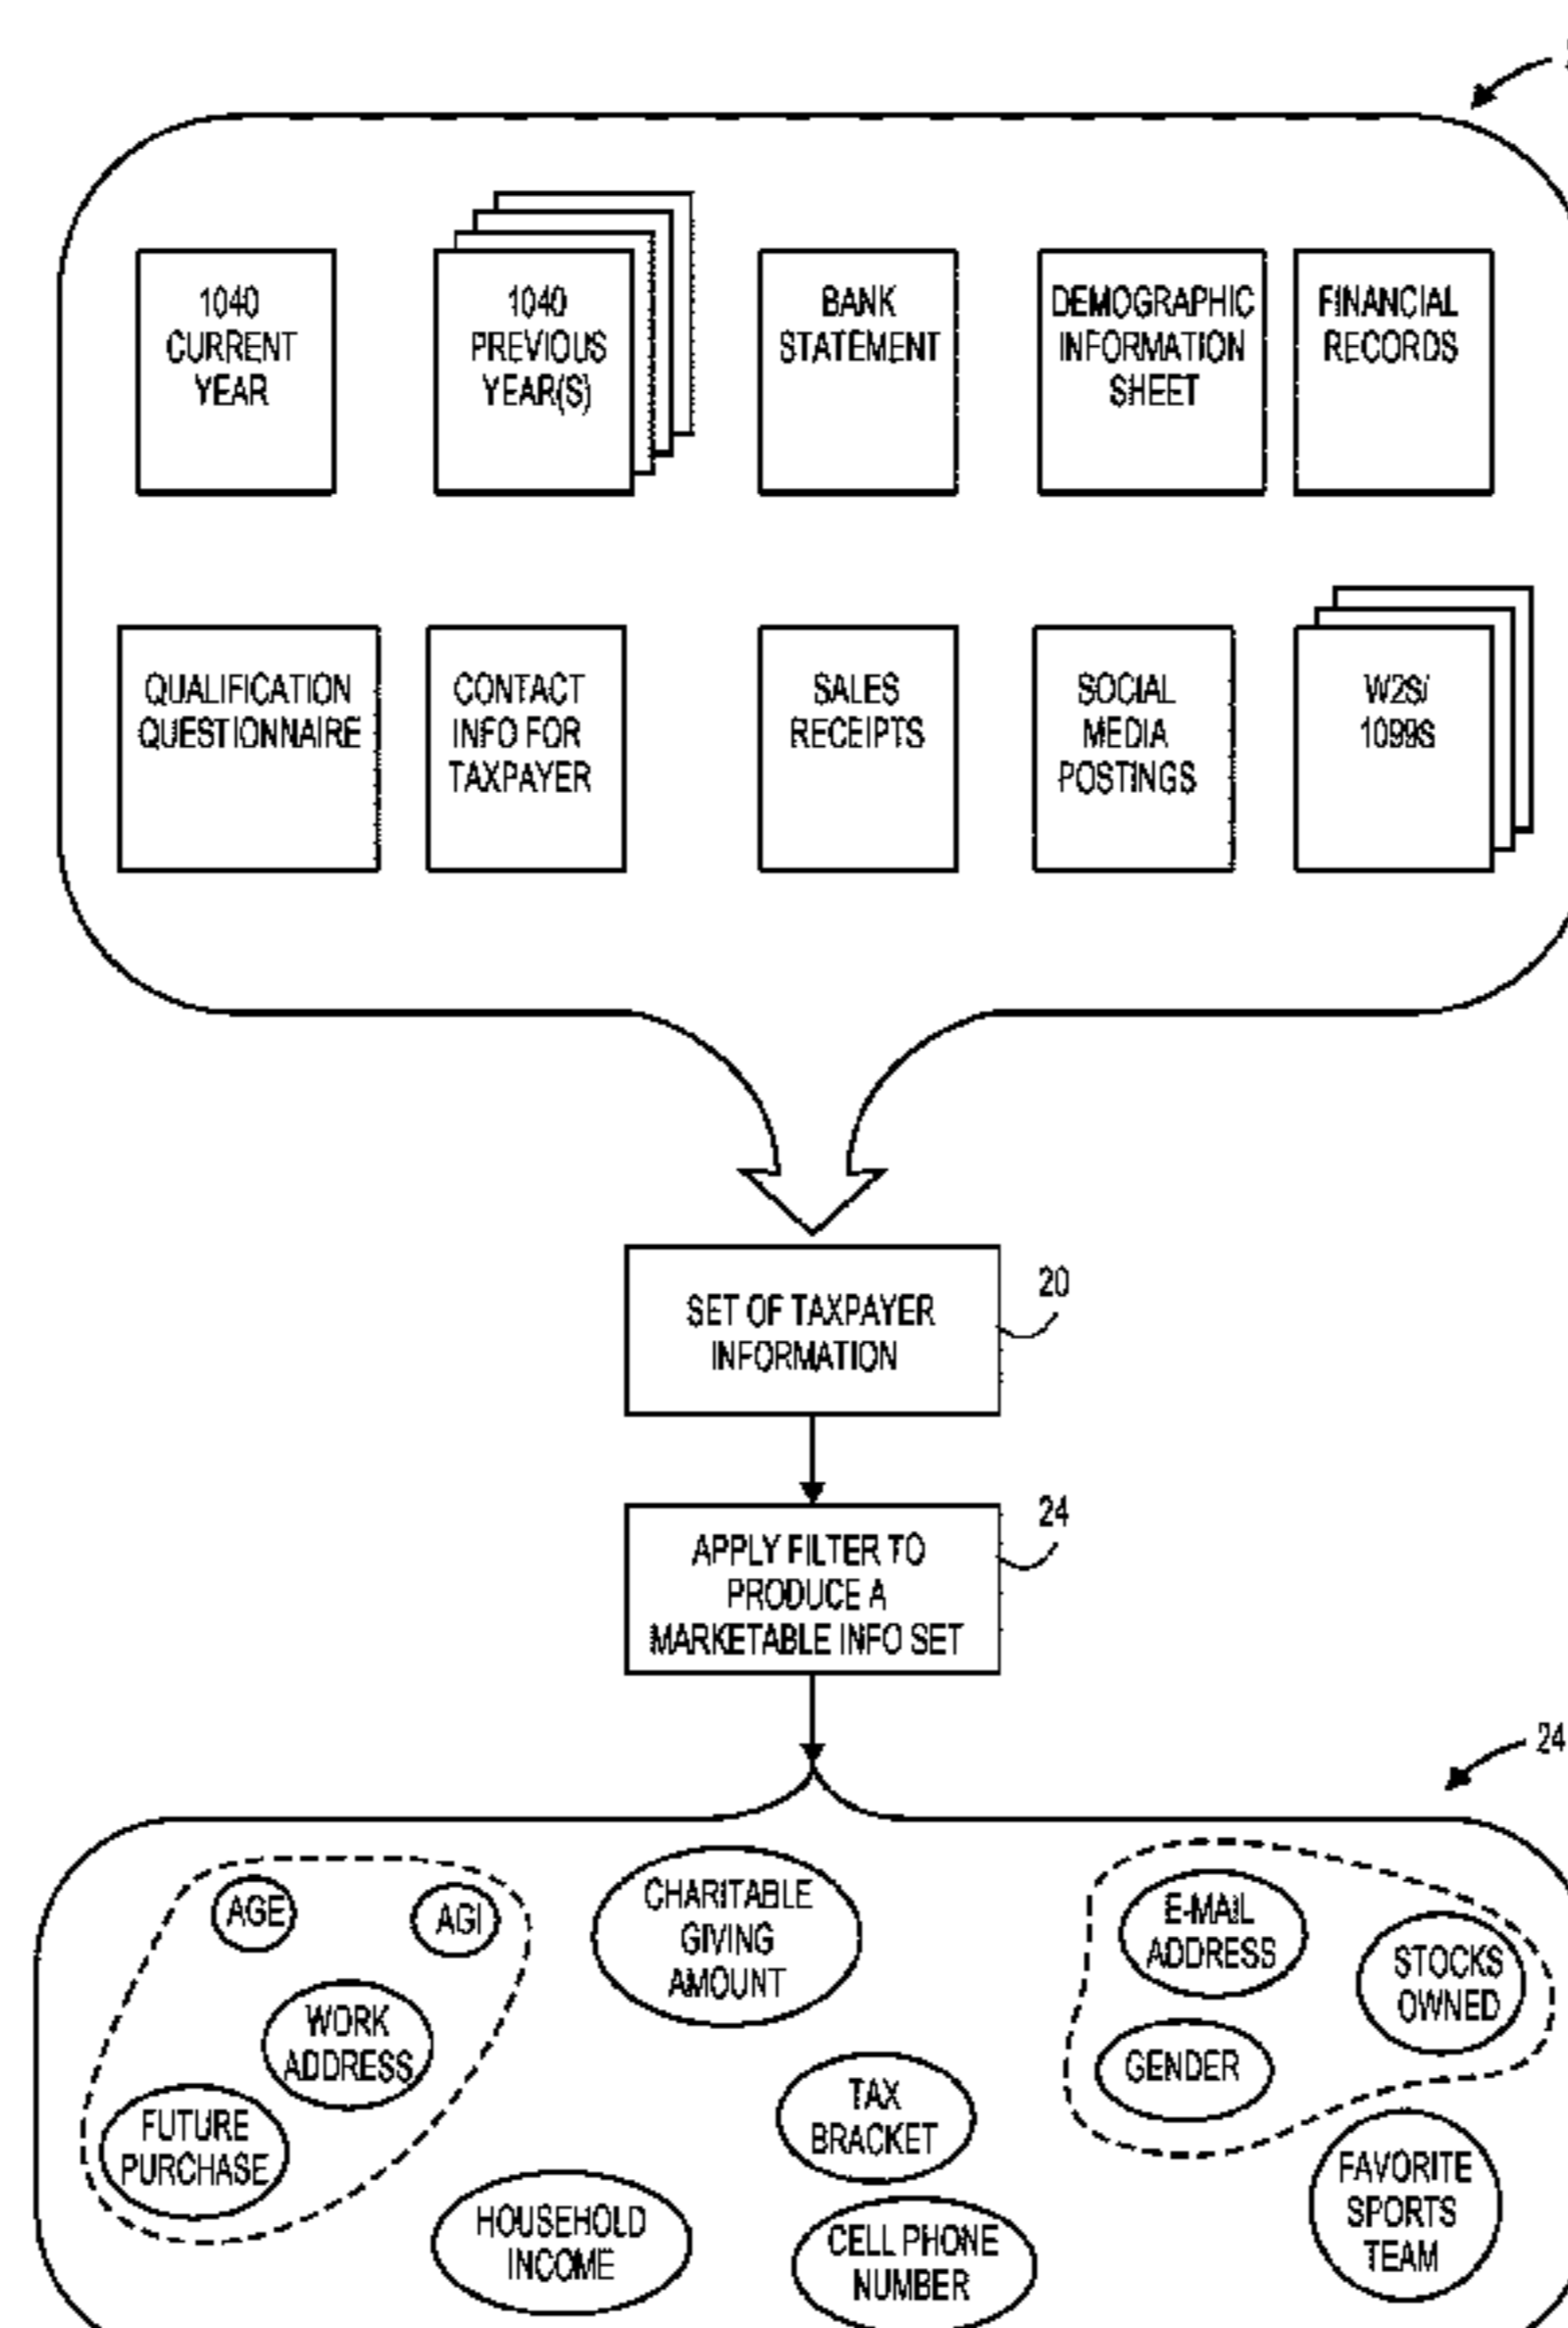 1040
CURRENT
YEAR
1040
PREVIOUS
YEAR(S)
BANK
STATEMENT
DEMOGRAPHIC
INFORMATION
SHEET
FINANCIAL
RECORDS
QUALIFICATION
QUESTIONNAIRE
CONTACT
INFO FOR
TAXPAYER
SALES
RECEIPTS
SOCIAL
MEDIA
POSTINGS
W2S/
1099S
SET OF TAXPAYER
INFORMATION
20
APPLY FILTER TO
PRODUCE A
MARKETABLE INFO SET
24
24
AGE
AGI
WORK
ADDRESS
FUTURE
PURCHASE
CHARITABLE
GIVING
AMOUNT
E-MAIL
ADDRESS
STOCKS
OWNED
GENDER
TAX
BRACKET
HOUSEHOLD
INCOME
CELL PHONE
NUMBER
FAVORITE
SPORTS
TEAM